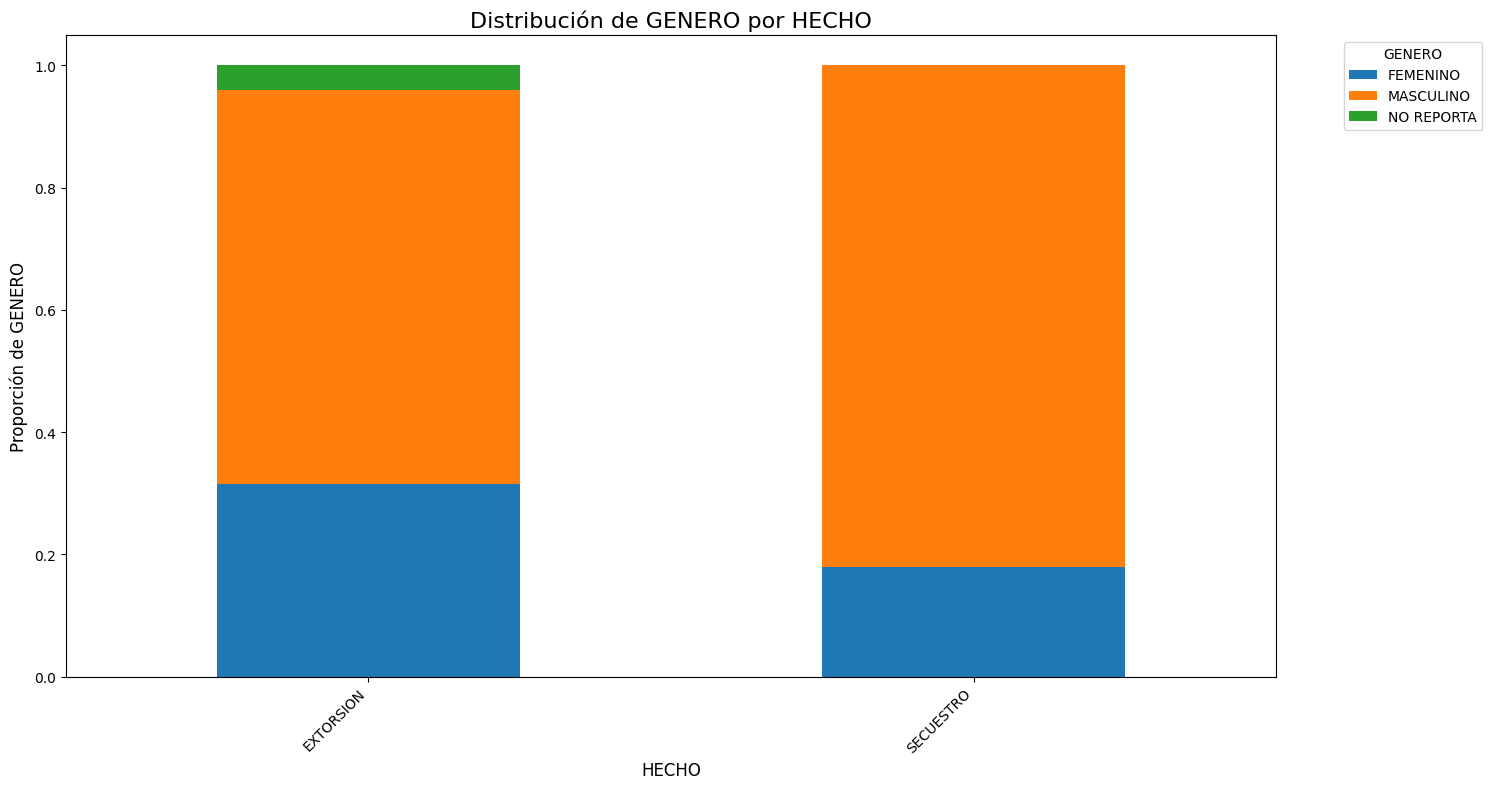 Distribución de GENERO por HECHO
GENERO
FEMENINO
MASCULINO
NO REPORTA
Proporción de GENERO
1.0
0.8
0.6
0.4
0.2
0.0
EXTORSION
SECUESTRO
HECHO